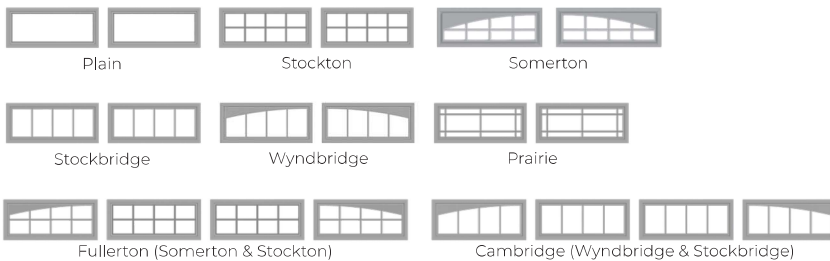 Plain
Stockton
Somerton
Stockbridge
Wyndbridge
Prairie
Fullerton (Somerton & Stockton)
Cambridge (Wyndbridge & Stockbridge)